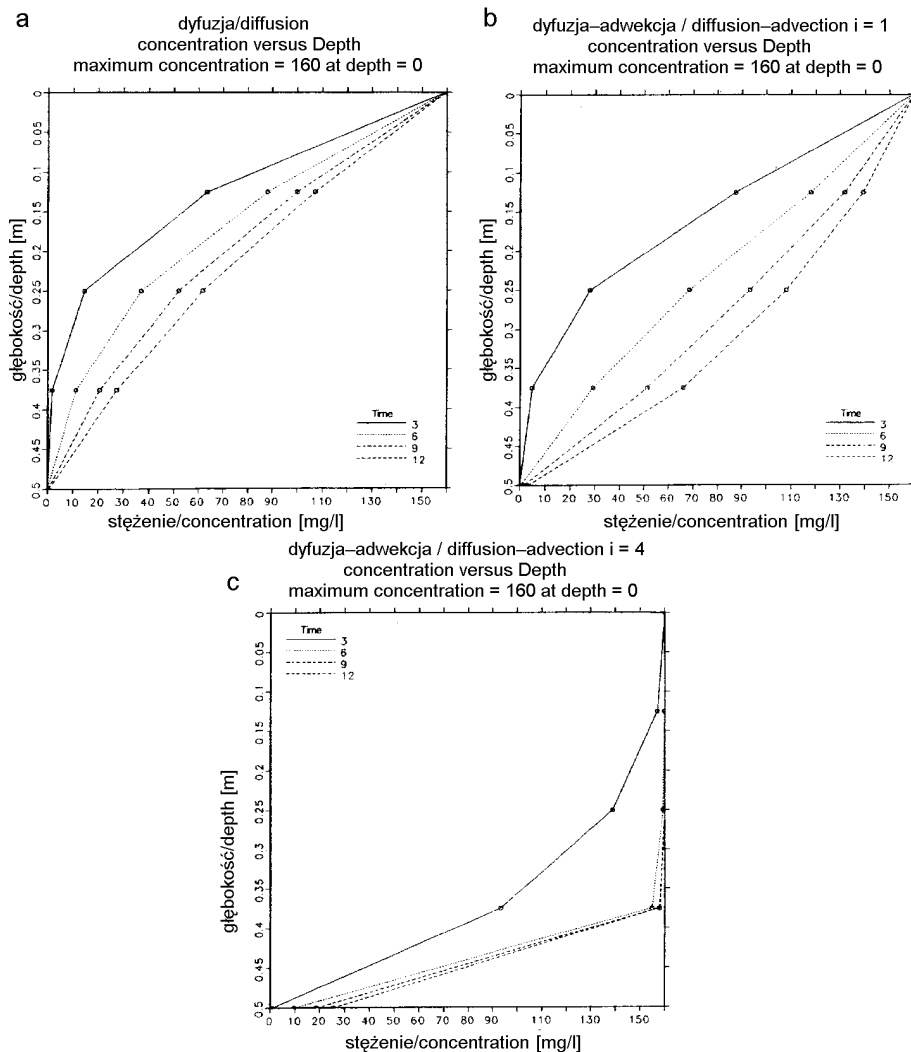 a
dyfuzja/diffusion
concentration versus Depth
maximum concentration = 160 at depth = 0
głębokość/depth [m]
0
0.05
0.1
0.15
0.2
0.25
0.3
0.35
0.4
0.45
0.5
Time
3
6
9
12
0 10 20 30 40 50 60 70 80 90 110 130 150
stężenie/concentration [mg/l]
b
dyfuzja–adwekcja / diffusion–advection i = 1
concentration versus Depth
maximum concentration = 160 at depth = 0
głębokość/depth [m]
0
0.05
0.1
0.15
0.2
0.25
0.3
0.35
0.4
0.45
0.5
Time
3
6
9
12
0 10 20 30 40 50 60 70 80 90 110 130 150
stężenie/concentration [mg/l]
c
dyfuzja–adwekcja / diffusion–advection i = 4
concentration versus Depth
maximum concentration = 160 at depth = 0
głębokość/depth [m]
0
0.05
0.1
0.15
0.2
0.25
0.3
0.35
0.4
0.45
0.5
Time
3
6
9
12
0 10 20 30 40 50 60 70 80 90 110 130 150
stężenie/concentration [mg/l]